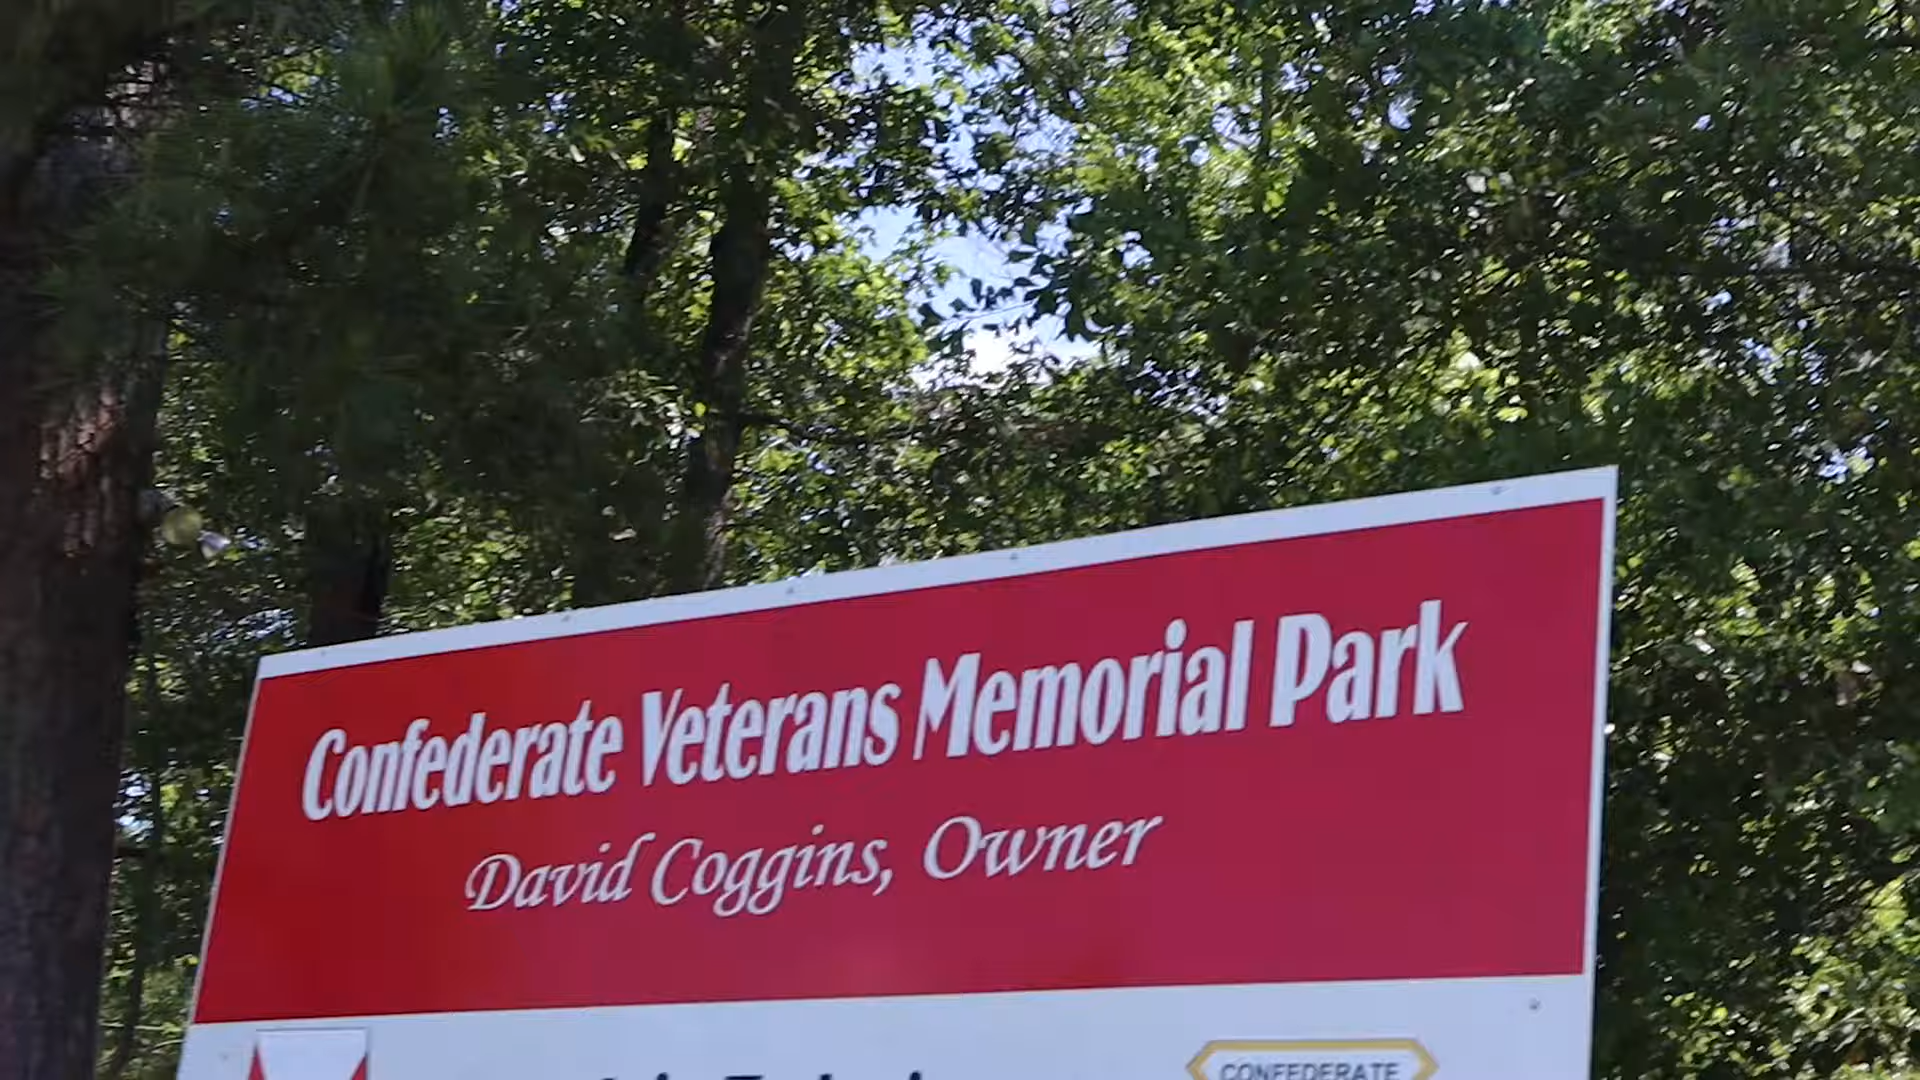 Confederate Veterans Memorial Park
David Coggins, Owner
CONFEDERATE